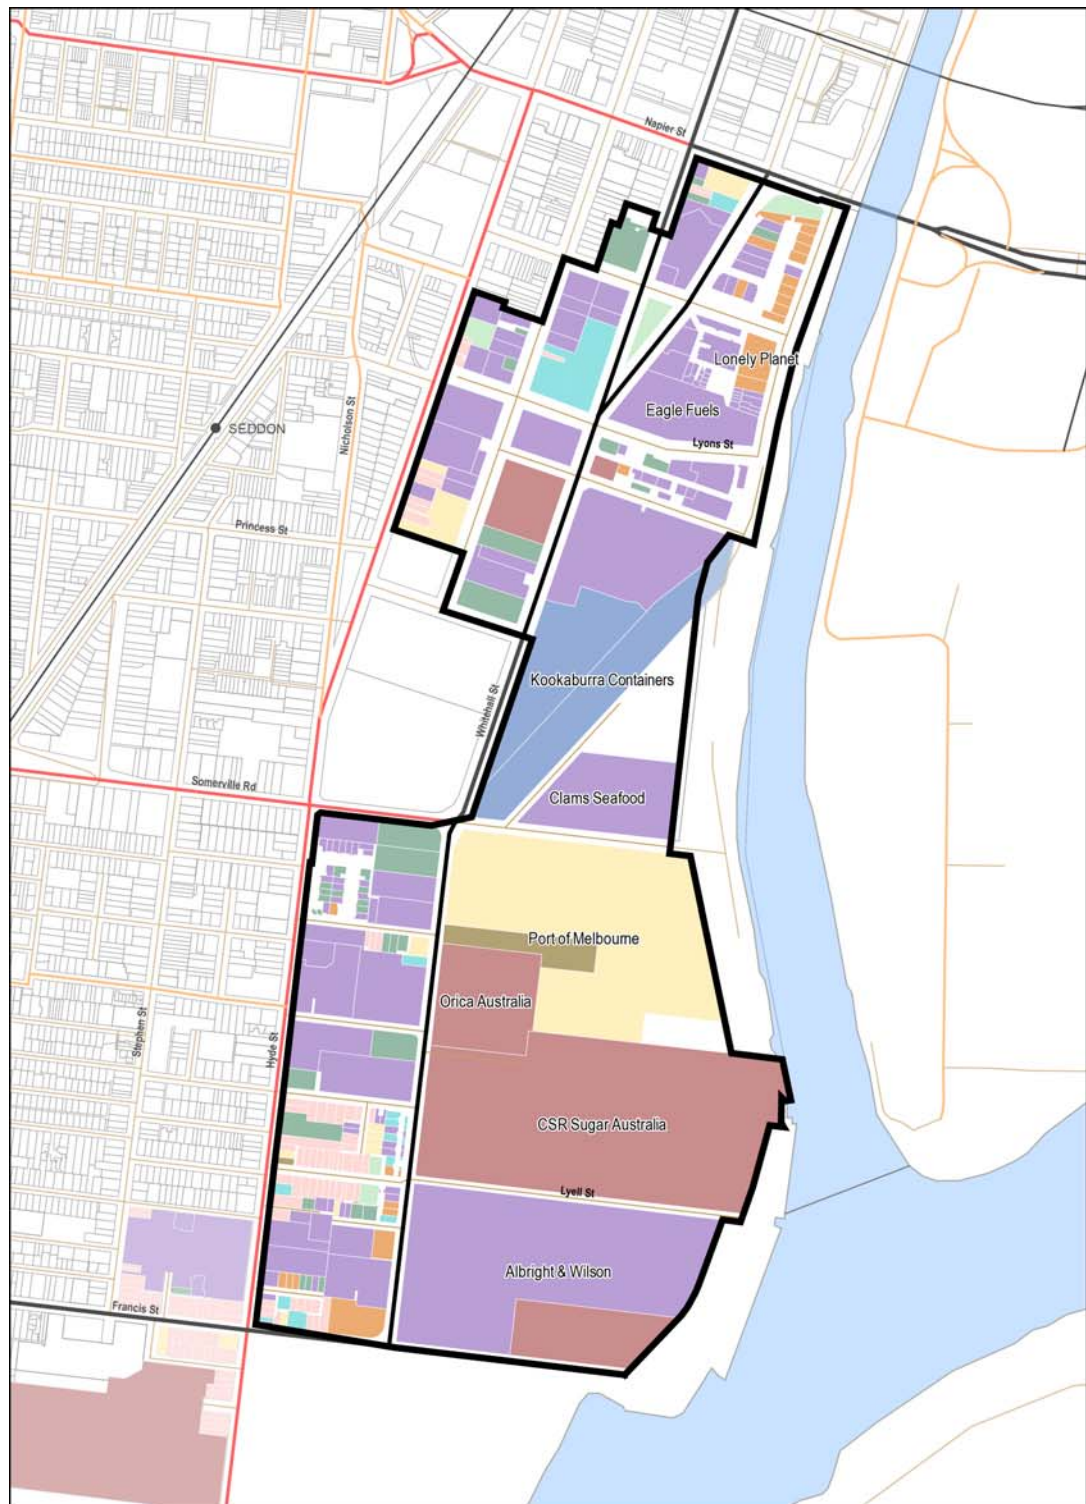 Napier St
Lonely Planet
Eagle Fuels
Nicholson St
SEDDON
Lyons St
Princess St
Kookaburra Containers
Whitehall St
Somerville Rd
Clams Seafood
Port of Melbourne
Orica Australia
Stephen St
Hyde St
CSR Sugar Australia
Lyell St
Albright & Wilson
Francis St